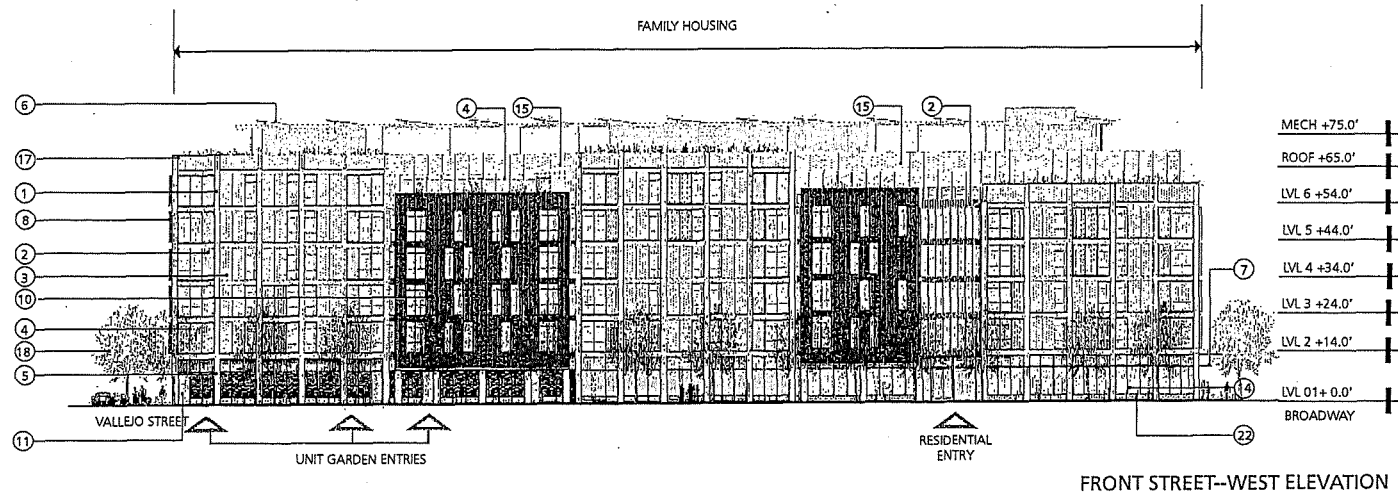 FAMILY HOUSING
6
4
15
15
2
17
1
8
2
3
10
4
18
5
11
7
14
22
MECH +75.0'
ROOF +65.0'
LVL 6 +54.0'
LVL 5 +44.0'
LVL 4 +34.0'
LVL 3 +24.0'
LVL 2 +14.0'
LVL 01+ 0.0'
BROADWAY
VALLEJO STREET
UNIT GARDEN ENTRIES
RESIDENTIAL
ENTRY
FRONT STREET--WEST ELEVATION